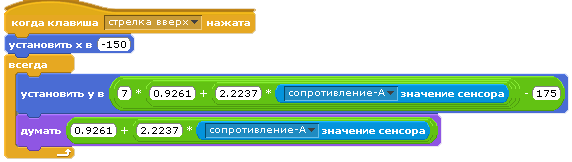 когда клавиша стрелка вверх нажата
установить x в -150
всегда
установить y в 7 * 0.9261 + 2.2237 * сопротивление-A значение сенсора - 175
думать 0.9261 + 2.2237 * сопротивление-A значение сенсора